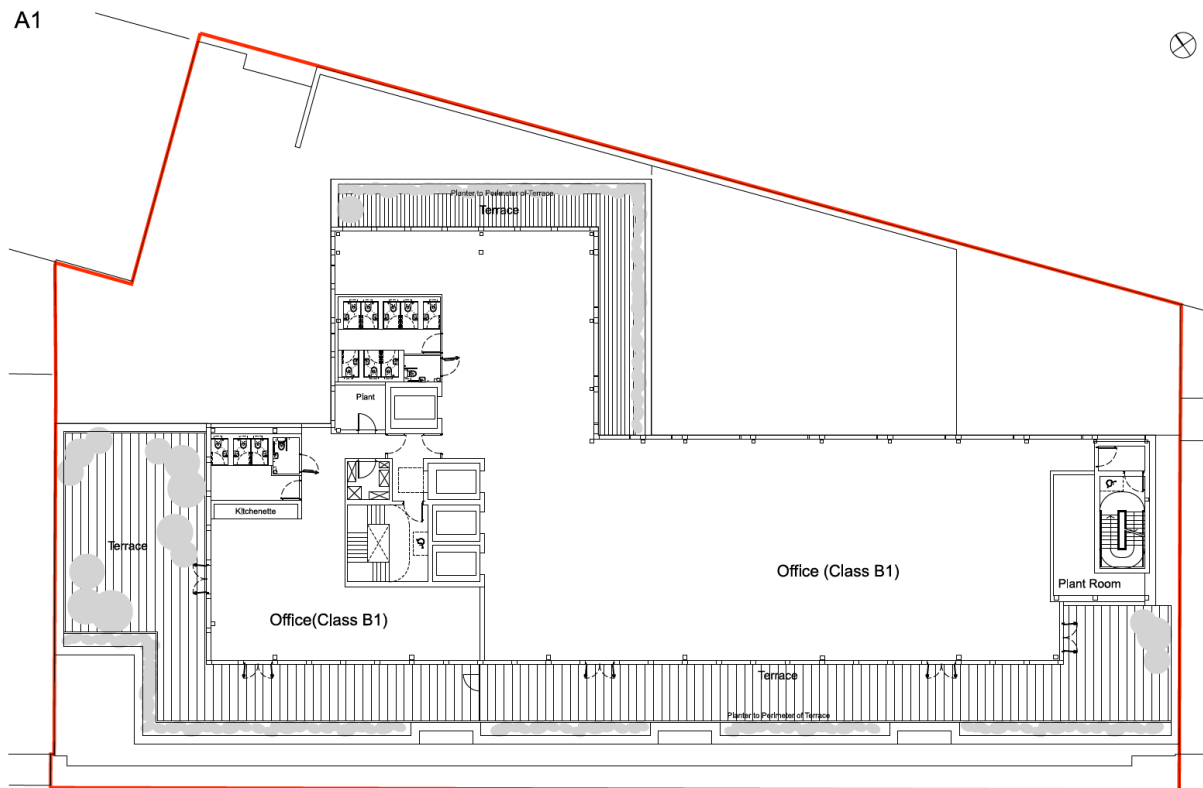 A1
Planter to Perimeter of Terrace
Terrace
Plant
Kitchenette
Terrace
Office (Class B1)
Plant Room
Office(Class B1)
Terrace
Planter to Perimeter of Terrace